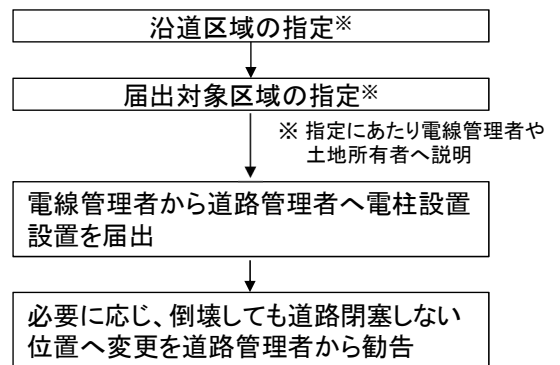 沿道区域の指定※
届出対象区域の指定※
※ 指定にあたり電線管理者や
土地所有者へ説明
電線管理者から道路管理者へ電柱設置
設置を届出
必要に応じ、倒壊しても道路閉塞しない
位置へ変更を道路管理者から勧告